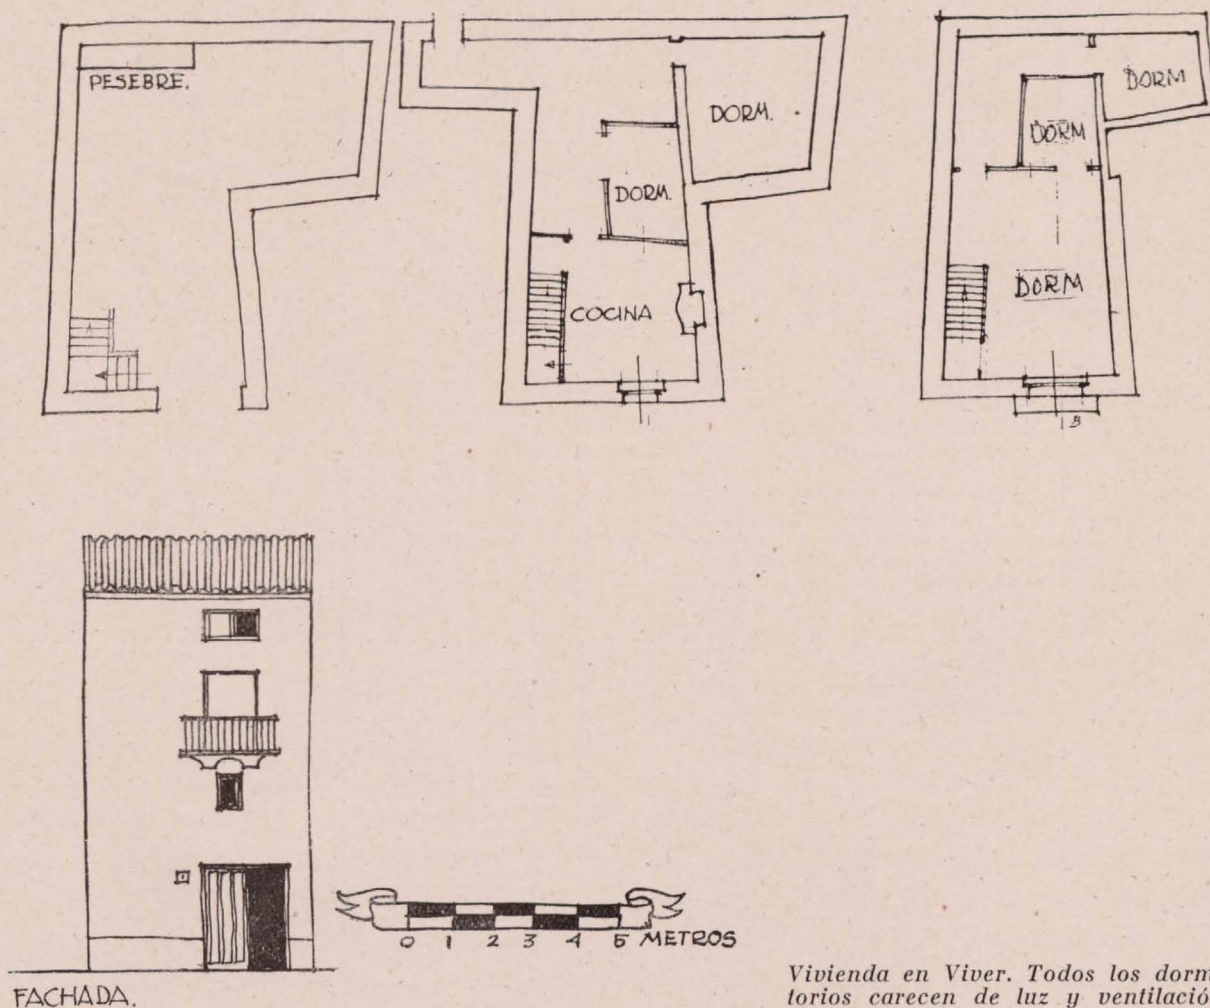 PESEBRE.
DORM.
DORM.
COCINA
DORM
DORM
DORM
B
FACHADA.
0 1 2 3 4 5 METROS
Vivienda en Viver. Todos los dorm
torios carecen de luz y ventilació